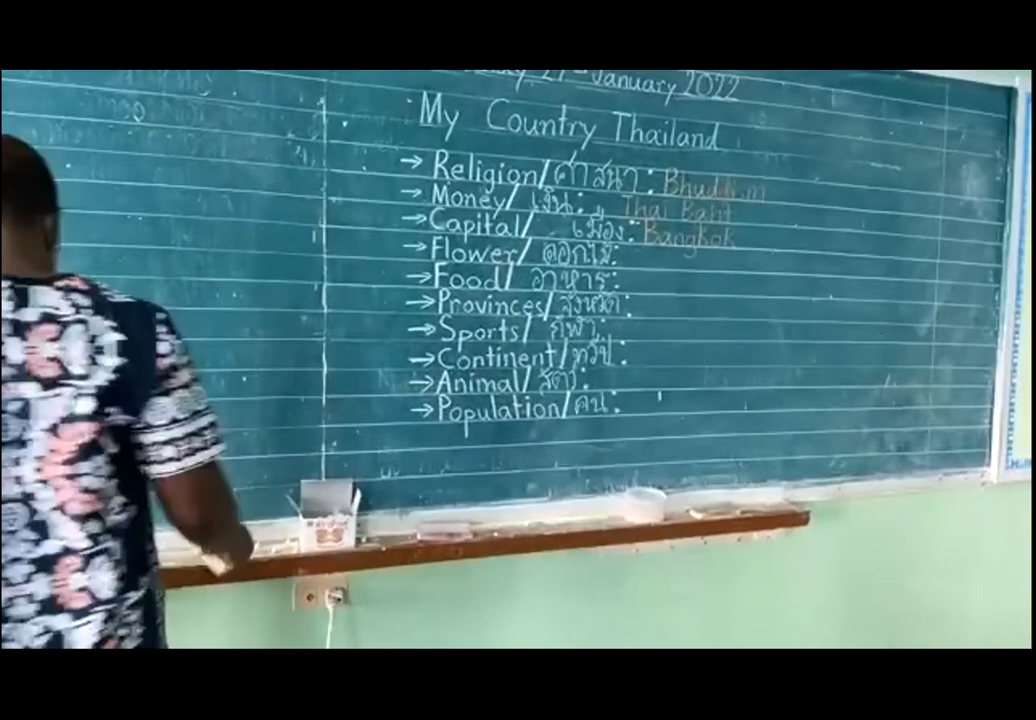 27 - January 2022
My Country Thailand
→ Religion/ศาสนา : Bhuddism
→ Money/ เงิน: Thai Baht
→ Capital/ เมือง: Bangkok
→ Flower/ ดอกไม้:
→ Food/ อาหาร:
→ Provinces/ จังหวัด:
→ Sports/ กีฬา:
→ Continent/ ทวีป :
→ Animal/ สัตว์:
→ Population/คน: